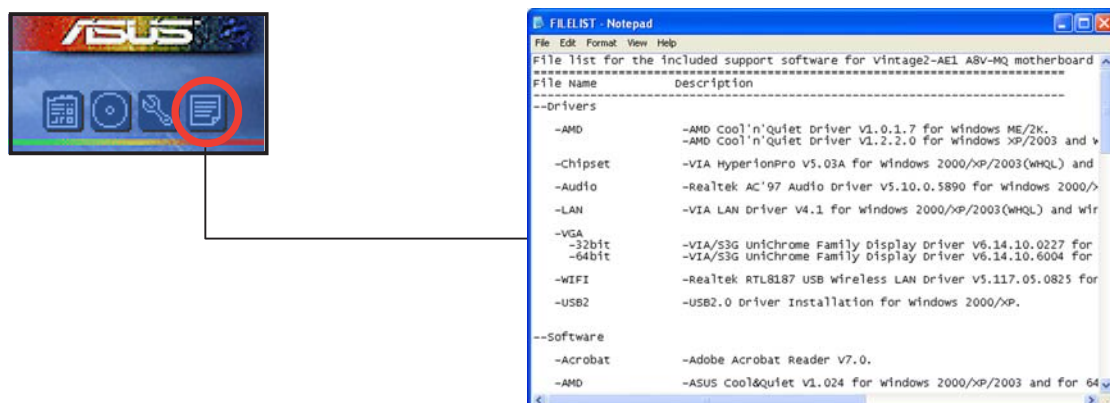 ASUS
FILELIST - Notepad
File Edit Format View Help
File list for the included support software for Vintage2-AE1 A8V-MQ motherboard
================================================================
File Name Description
----------------------------------------------------------------
--Drivers
-AMD -AMD Cool'n'Quiet Driver V1.0.1.7 for Windows ME/2K.
-AMD Cool'n'Quiet Driver V1.2.2.0 for Windows XP/2003 and
-Chipset -VIA HyperionPro V5.03A for Windows 2000/XP/2003(WHQL) and
-Audio -Realtek AC'97 Audio Driver V5.10.0.5890 for Windows 2000/
-LAN -VIA LAN Driver V4.1 for Windows 2000/XP/2003(WHQL) and
-VGA
-32bit -VIA/S3G UniChrome Family Display Driver V6.14.10.0227 for
-64bit -VIA/S3G UniChrome Family Display Driver V6.14.10.6004 for
-WIFI -Realtek RTL8187 USB Wireless LAN Driver V5.117.05.0825 for
-USB2 -USB2.0 Driver Installation for Windows 2000/XP.
--Software
-Acrobat -Adobe Acrobat Reader V7.0.
-AMD -ASUS Cool&Quiet V1.024 for Windows 2000/XP/2003 and for 64